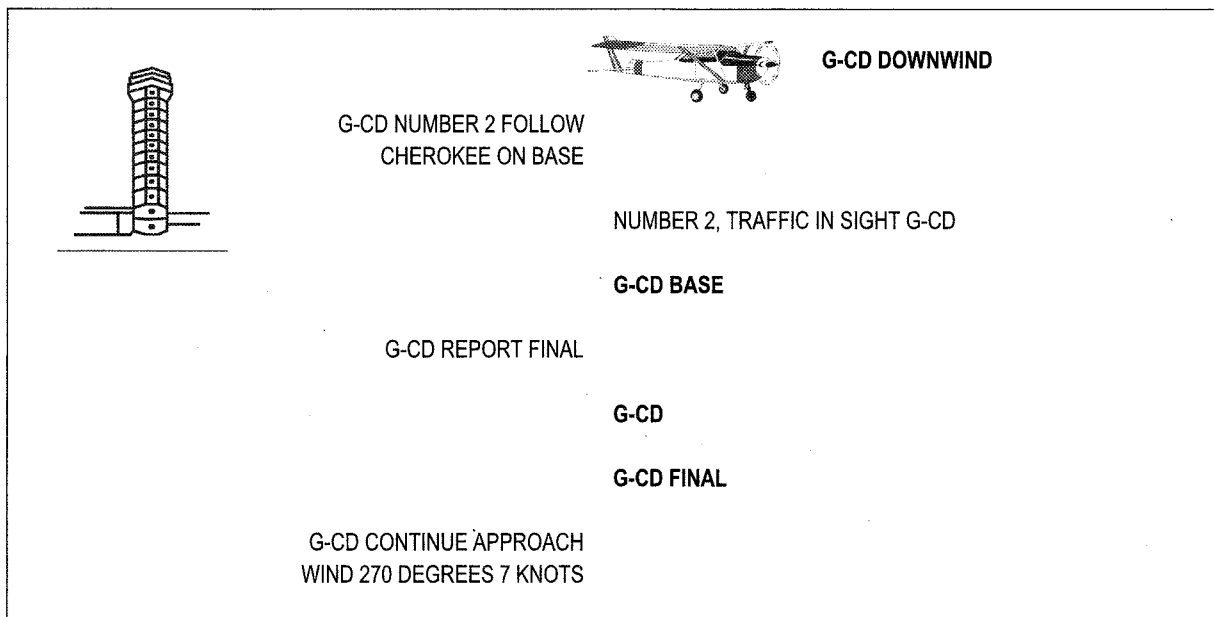 G-CD DOWNWIND
G-CD NUMBER 2 FOLLOW
CHEROKEE ON BASE
NUMBER 2, TRAFFIC IN SIGHT G-CD
G-CD BASE
G-CD REPORT FINAL
G-CD
G-CD FINAL
G-CD CONTINUE APPROACH
WIND 270 DEGREES 7 KNOTS